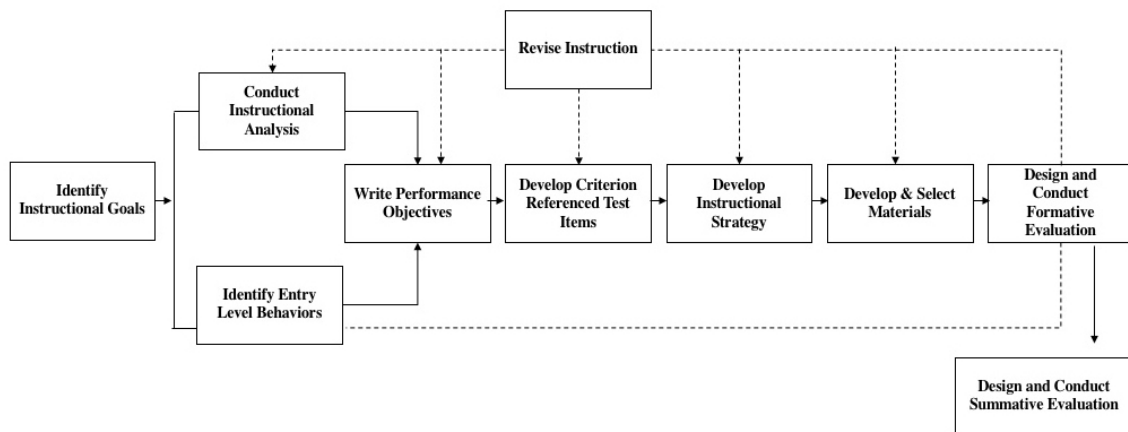 Revise Instruction
Conduct
Instructional
Analysis
Identify
Instructional Goals
Write Performance
Objectives
Develop Criterion
Referenced Test
Items
Develop
Instructional
Strategy
Develop & Select
Materials
Design and
Conduct
Formative
Evaluation
Identify Entry
Level Behaviors
Design and Conduct
Summative Evaluation